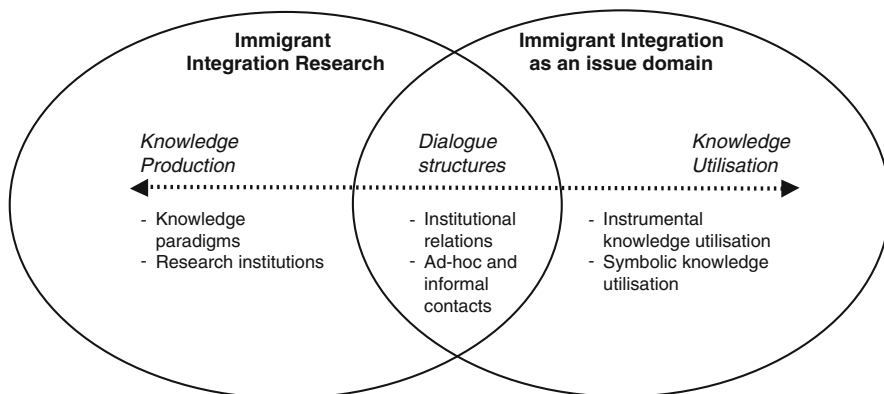 Immigrant
Integration Research
Immigrant Integration
as an issue domain
Knowledge
Production
Dialogue
structures
Knowledge
Utilisation
- Knowledge
paradigms
- Research institutions
- Institutional
relations
- Ad-hoc and
informal
contacts
- Instrumental
knowledge utilisation
- Symbolic knowledge
utilisation